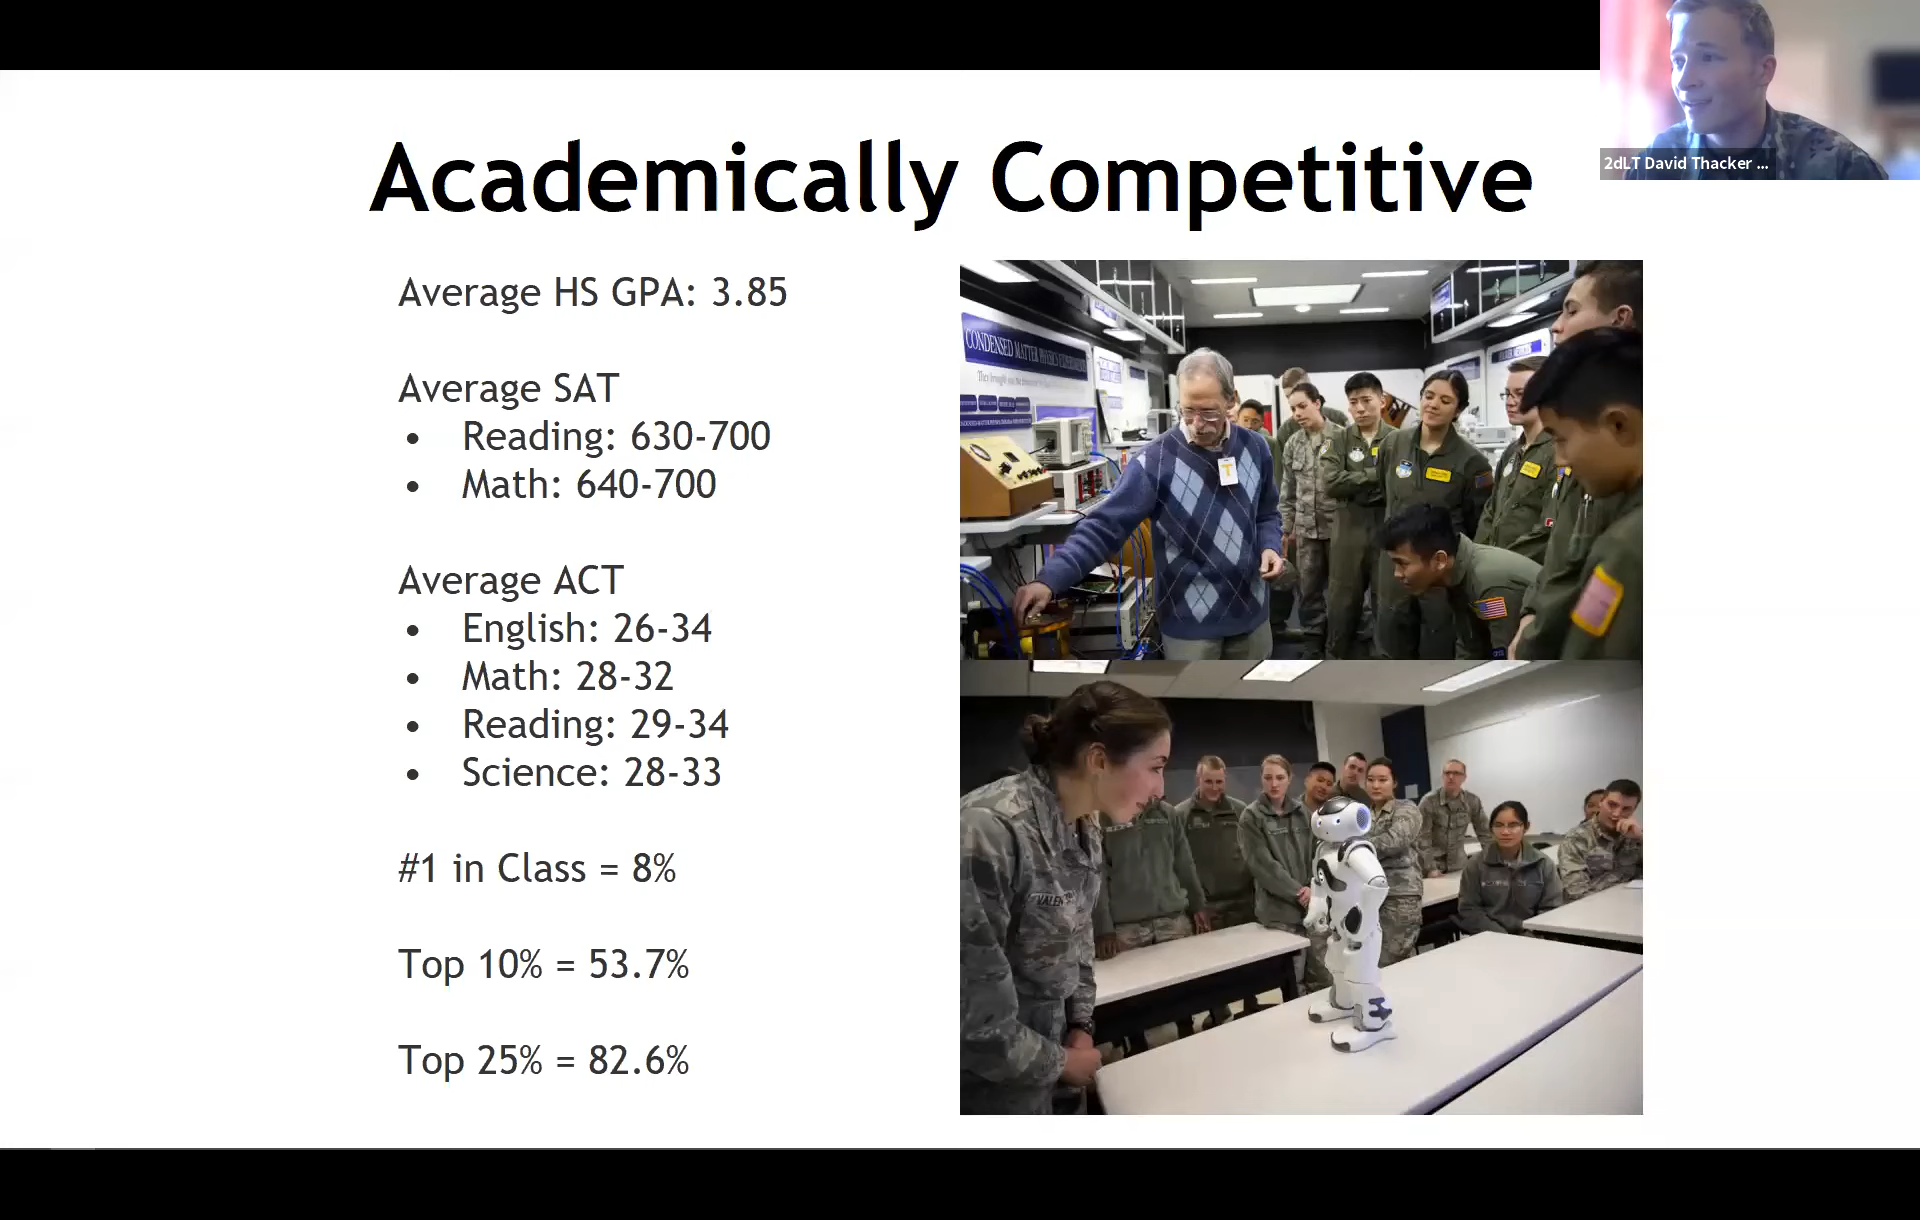 Academically Competitive
2dLT David Thacker ...
Average HS GPA: 3.85
Average SAT
• Reading: 630-700
• Math: 640-700
Average ACT
• English: 26-34
• Math: 28-32
• Reading: 29-34
• Science: 28-33
#1 in Class = 8%
Top 10% = 53.7%
Top 25% = 82.6%
CONDENSED MATTER PHYSICS